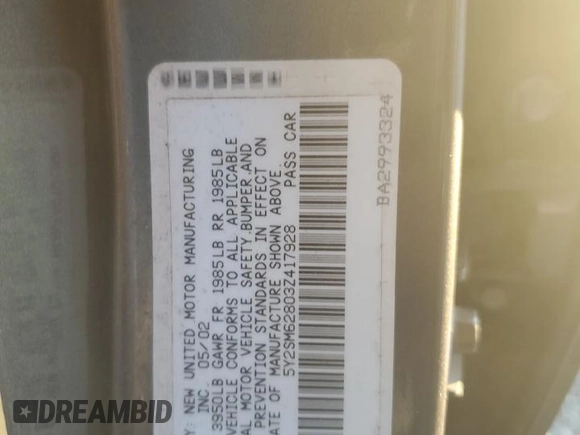 Y: NEW UNITED MOTOR MANUFACTURING
INC. 05/02
3950LB GAWR FR 1985LB RR 1985LB
VEHICLE CONFORMS TO ALL APPLICABLE
AL MOTOR VEHICLE SAFETY,BUMPER,AND
PREVENTION STANDARDS IN EFFECT ON
ATE OF MANUFACTURE SHOWN ABOVE.
5Y2SM62803Z417928 PASS CAR
BA2993324
DREAMBID